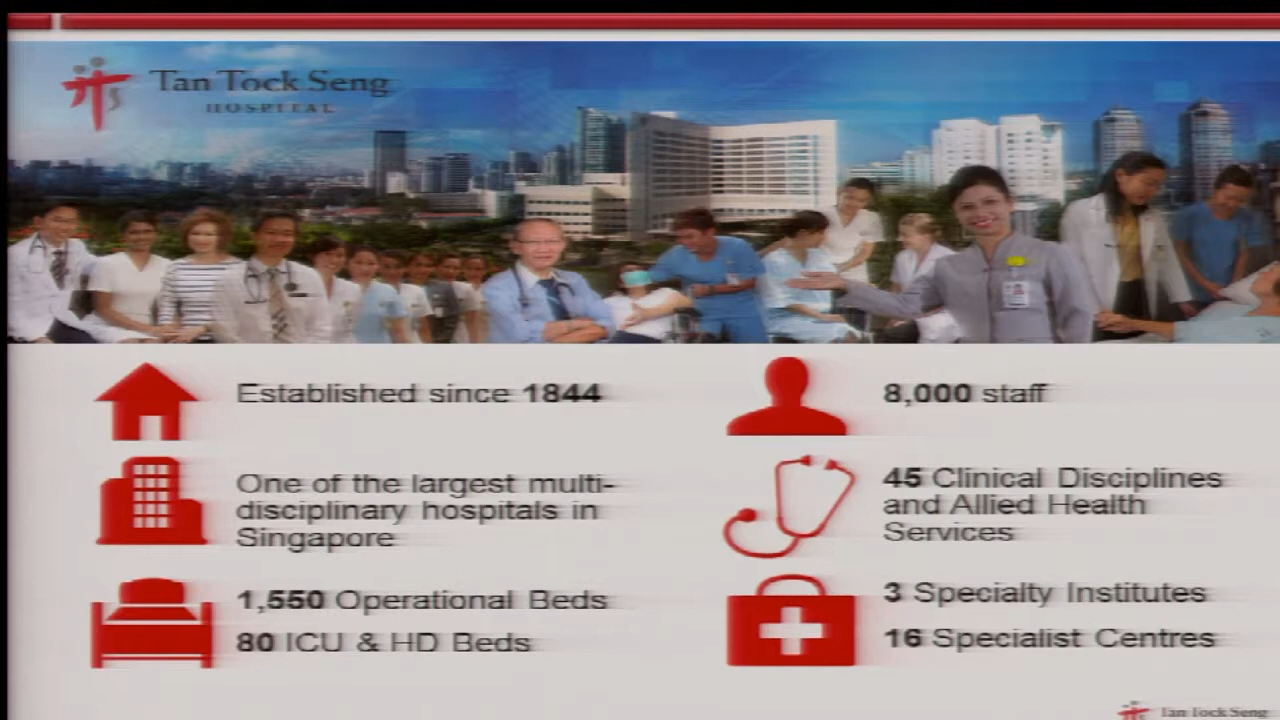 Tan Tock Seng
HOSPITAL
Established since 1844
One of the largest multi-
disciplinary hospitals in
Singapore
1,550 Operational Beds
80 ICU & HD Beds
8,000 staff
45 Clinical Disciplines
and Allied Health
Services
3 Specialty Institutes
16 Specialist Centres
Tan Tock Seng